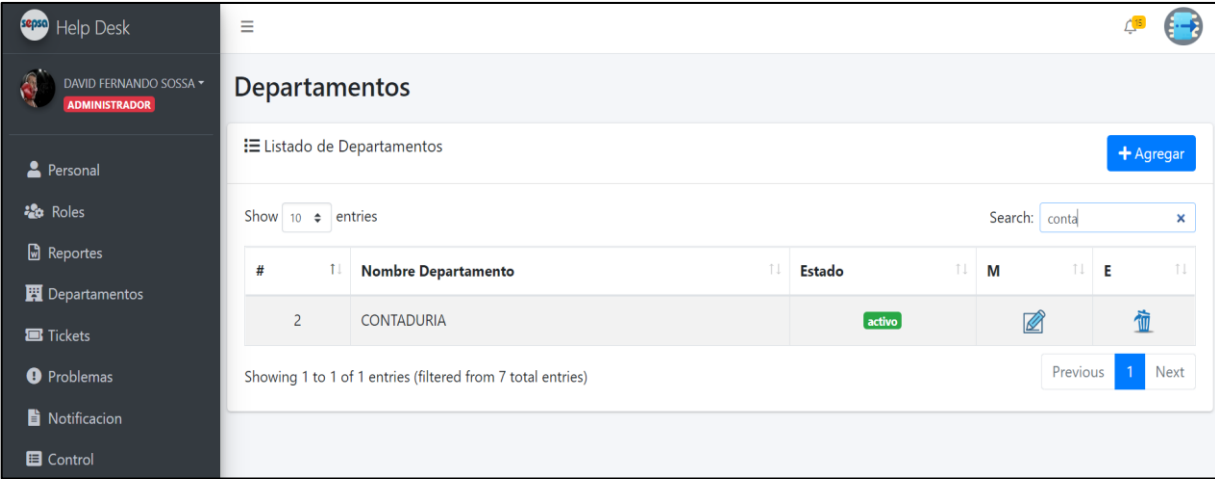 sepsa Help Desk
DAVID FERNANDO SOSSA
ADMINISTRADOR
Personal
Roles
Reportes
Departamentos
Tickets
Problemas
Notificacion
Control
15
Departamentos
Listado de Departamentos
+ Agregar
Show 10 entries
Search: conta
# Nombre Departamento Estado M E
2 CONTADURIA activo
Showing 1 to 1 of 1 entries (filtered from 7 total entries)
Previous 1 Next